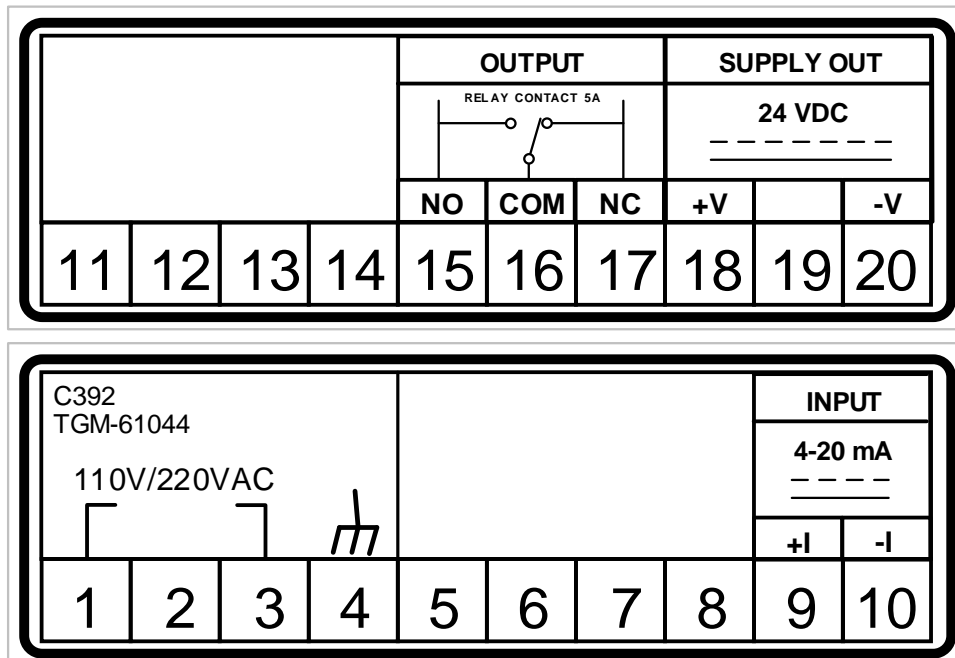 OUTPUT
SUPPLY OUT
RELAY CONTACT 5A
24 VDC
NO COM NC +V -V
11 12 13 14 15 16 17 18 19 20
C392
TGM-61044
110V/220VAC
INPUT
4-20 mA
+I -I
1 2 3 4 5 6 7 8 9 10